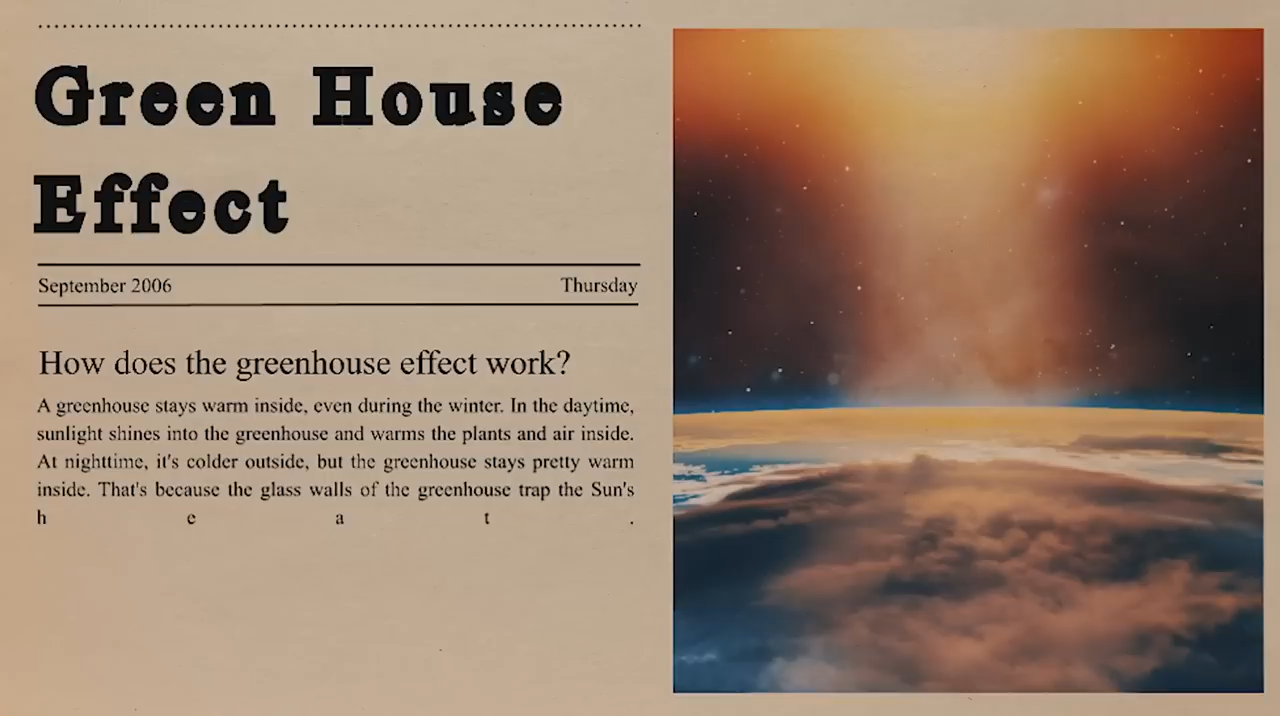 Green House
Effect
September 2006 Thursday
How does the greenhouse effect work?
A greenhouse stays warm inside, even during the winter. In the daytime,
sunlight shines into the greenhouse and warms the plants and air inside.
At nighttime, it's colder outside, but the greenhouse stays pretty warm
inside. That's because the glass walls of the greenhouse trap the Sun's
h e a t .